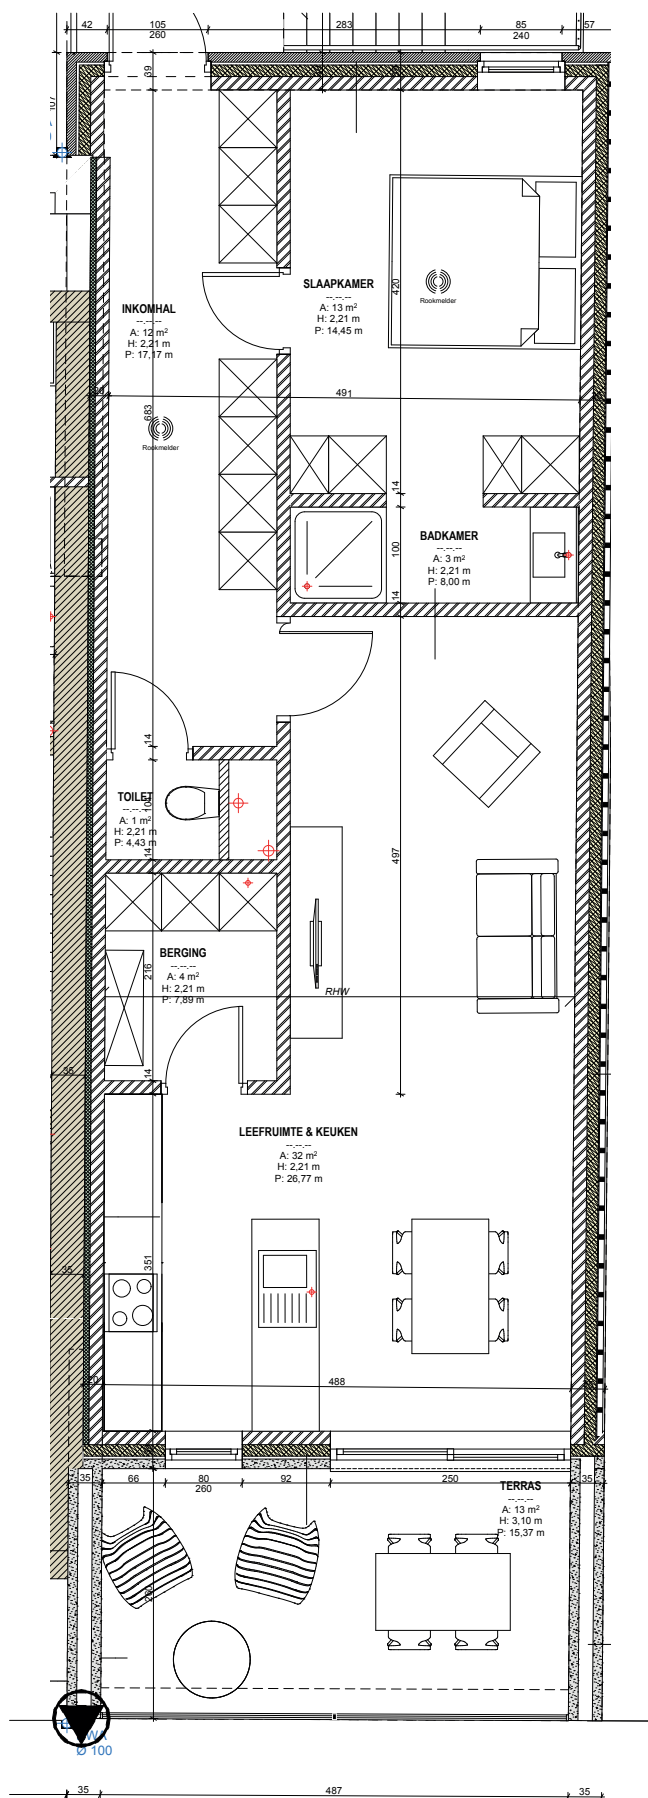 42
105
283
85
57
260
240
39
107
SLAAPKAMER
--.--.--
A: 13 m²
H: 2,21 m
P: 14,45 m
420
Rookmelder
INKOMHAL
--.--.--
A: 12 m²
H: 2,21 m
P: 17,17 m
491
683
Rookmelder
14
BADKAMER
--.--.--
A: 3 m²
H: 2,21 m
P: 8,00 m
100
14
14
TOILET
--.--.--
A: 1 m²
H: 2,21 m
P: 4,43 m
14
497
BERGING
--.--.--
A: 4 m²
H: 2,21 m
P: 7,89 m
216
RHW
35
14
LEEFRUIMTE & KEUKEN
--.--.--
A: 32 m²
H: 2,21 m
P: 26,77 m
351
35
488
35
66
80
92
250
35
260
TERRAS
--.--.--
A: 13 m²
H: 3,10 m
P: 15,37 m
Ø 100
35
487
35